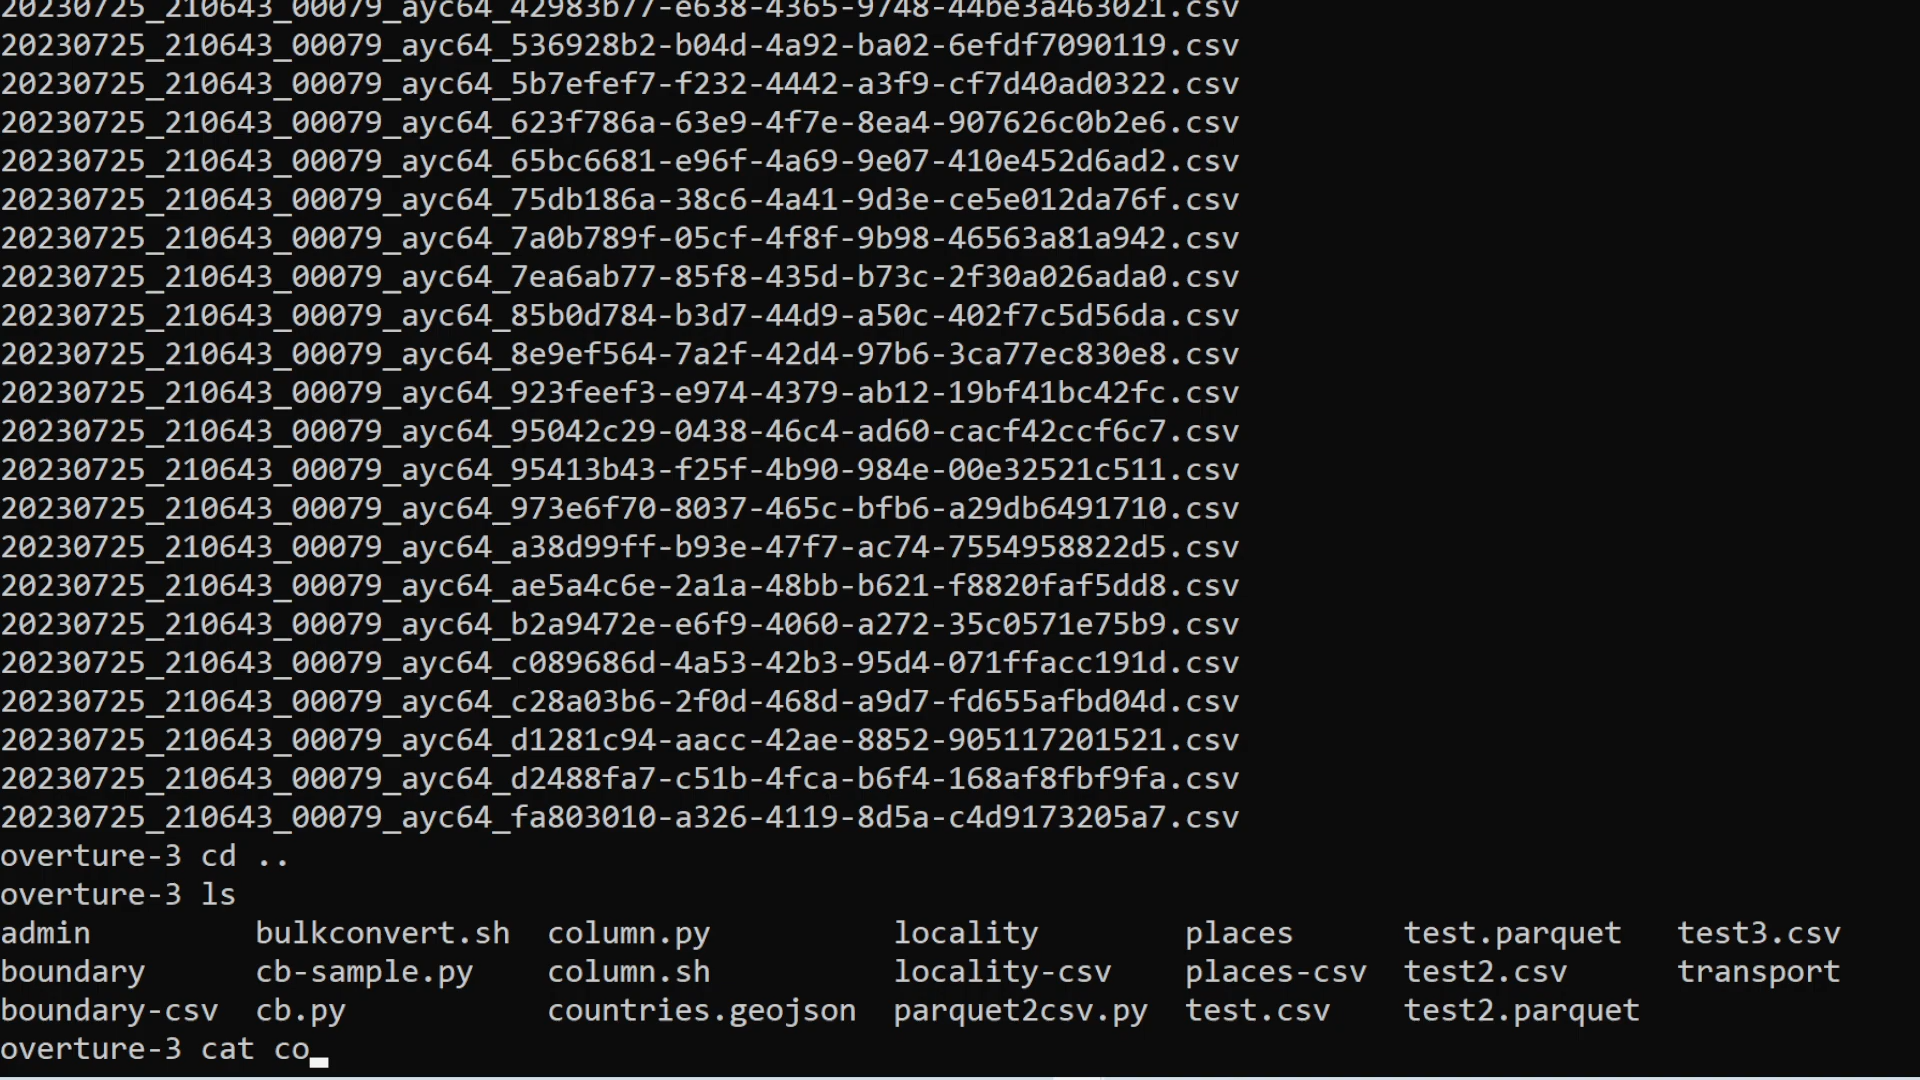 20230725_210643_00079_ayc64_42983b77-e638-4365-9748-44be3a463021.csv
20230725_210643_00079_ayc64_536928b2-b04d-4a92-ba02-6efdf7090119.csv
20230725_210643_00079_ayc64_5b7efef7-f232-4442-a3f9-cf7d40ad0322.csv
20230725_210643_00079_ayc64_623f786a-63e9-4f7e-8ea4-907626c0b2e6.csv
20230725_210643_00079_ayc64_65bc6681-e96f-4a69-9e07-410e452d6ad2.csv
20230725_210643_00079_ayc64_75db186a-38c6-4a41-9d3e-ce5e012da76f.csv
20230725_210643_00079_ayc64_7a0b789f-05cf-4f8f-9b98-46563a81a942.csv
20230725_210643_00079_ayc64_7ea6ab77-85f8-435d-b73c-2f30a026ada0.csv
20230725_210643_00079_ayc64_85b0d784-b3d7-44d9-a50c-402f7c5d56da.csv
20230725_210643_00079_ayc64_8e9ef564-7a2f-42d4-97b6-3ca77ec830e8.csv
20230725_210643_00079_ayc64_923feef3-e974-4379-ab12-19bf41bc42fc.csv
20230725_210643_00079_ayc64_95042c29-0438-46c4-ad60-cacf42ccf6c7.csv
20230725_210643_00079_ayc64_95413b43-f25f-4b90-984e-00e32521c511.csv
20230725_210643_00079_ayc64_973e6f70-8037-465c-bfb6-a29db6491710.csv
20230725_210643_00079_ayc64_a38d99ff-b93e-47f7-ac74-7554958822d5.csv
20230725_210643_00079_ayc64_ae5a4c6e-2a1a-48bb-b621-f8820faf5dd8.csv
20230725_210643_00079_ayc64_b2a9472e-e6f9-4060-a272-35c0571e75b9.csv
20230725_210643_00079_ayc64_c089686d-4a53-42b3-95d4-071ffacc191d.csv
20230725_210643_00079_ayc64_c28a03b6-2f0d-468d-a9d7-fd655afbd04d.csv
20230725_210643_00079_ayc64_d1281c94-aacc-42ae-8852-905117201521.csv
20230725_210643_00079_ayc64_d2488fa7-c51b-4fca-b6f4-168af8fbf9fa.csv
20230725_210643_00079_ayc64_fa803010-a326-4119-8d5a-c4d9173205a7.csv
overture-3 cd ..
overture-3 ls
admin bulkconvert.sh column.py locality places test.parquet test3.csv
boundary cb-sample.py column.sh locality-csv places-csv test2.csv transport
boundary-csv cb.py countries.geojson parquet2csv.py test.csv test2.parquet
overture-3 cat co